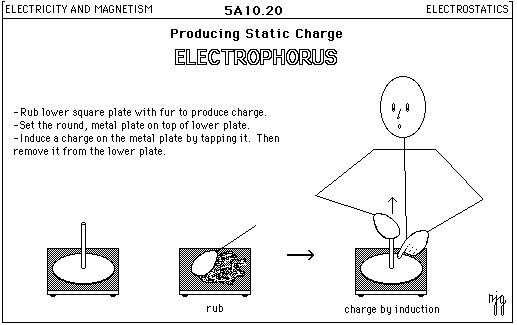 ELECTRICITY AND MAGNETISM 5A10.20 ELECTROSTATICS
Producing Static Charge
ELECTROPHORUS
-Rub lower square plate with fur to produce charge.
-Set the round, metal plate on top of lower plate.
-Induce a charge on the metal plate by tapping it. Then
remove it from the lower plate.
rub
charge by induction
njg